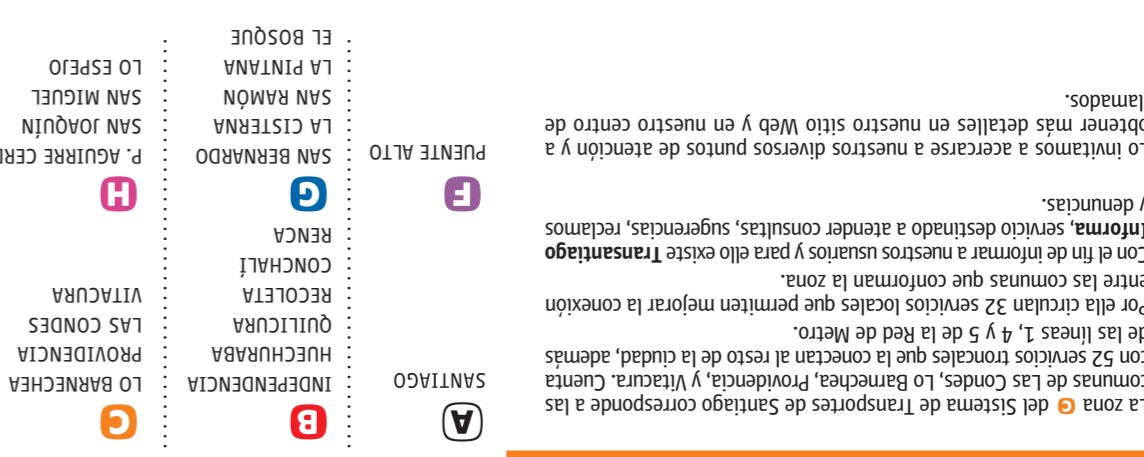 La zona C del Sistema de Transportes de Santiago corresponde a las
comunas de Las Condes, Lo Barnechea, Providencia, y Vitacura. Cuenta
con 52 servicios troncales que la conectan al resto de la ciudad, además
de las líneas 1, 4 y 5 de la Red de Metro.
Por ella circulan 32 servicios locales que permiten mejorar la conexión
entre las comunas que conforman la zona.
Con el fin de informar a nuestros usuarios y para ello existe Transantiago
Informa, servicio destinado a atender consultas, sugerencias, reclamos
y denuncias.
Lo invitamos a acercarse a nuestros diversos puntos de atención y a
obtener más detalles en nuestro sitio Web y en nuestro centro de
llamados.
A
SANTIAGO
F
PUENTE ALTO
B
INDEPENDENCIA
HUECHURABA
QUILICURA
RECOLETA
CONCHALÍ
RENCA
G
SAN BERNARDO
LA CISTERNA
SAN RAMÓN
LA PINTANA
EL BOSQUE
C
LO BARNECHEA
PROVIDENCIA
LAS CONDES
VITACURA
H
P. AGUIRRE CERD
SAN JOAQUÍN
SAN MIGUEL
LO ESPEJO